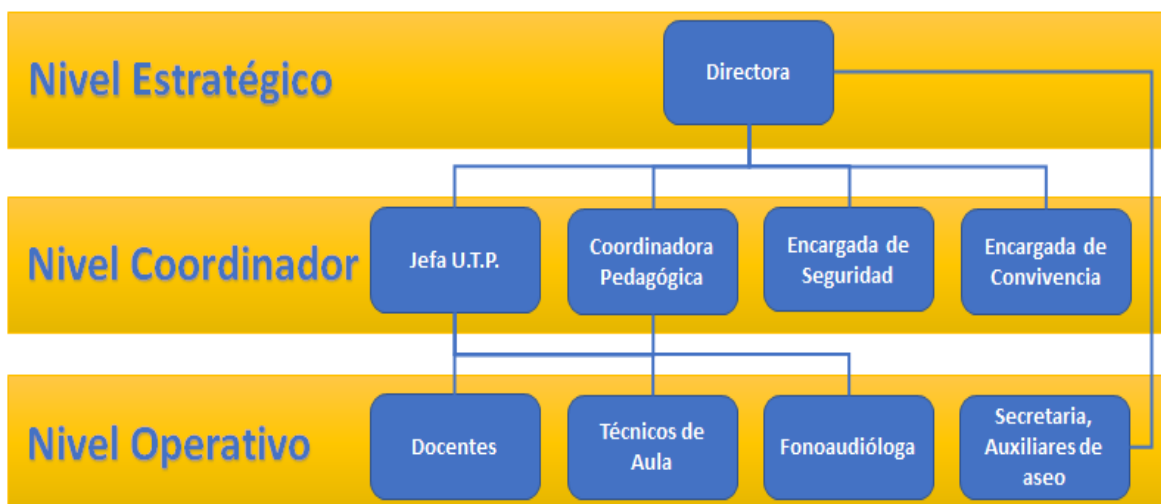 Nivel Estratégico
Directora
Nivel Coordinador
Jefa U.T.P.
Coordinadora
Pedagógica
Encargada de
Seguridad
Encargada de
Convivencia
Nivel Operativo
Docentes
Técnicos de
Aula
Fonoaudióloga
Secretaria,
Auxiliares de
aseo